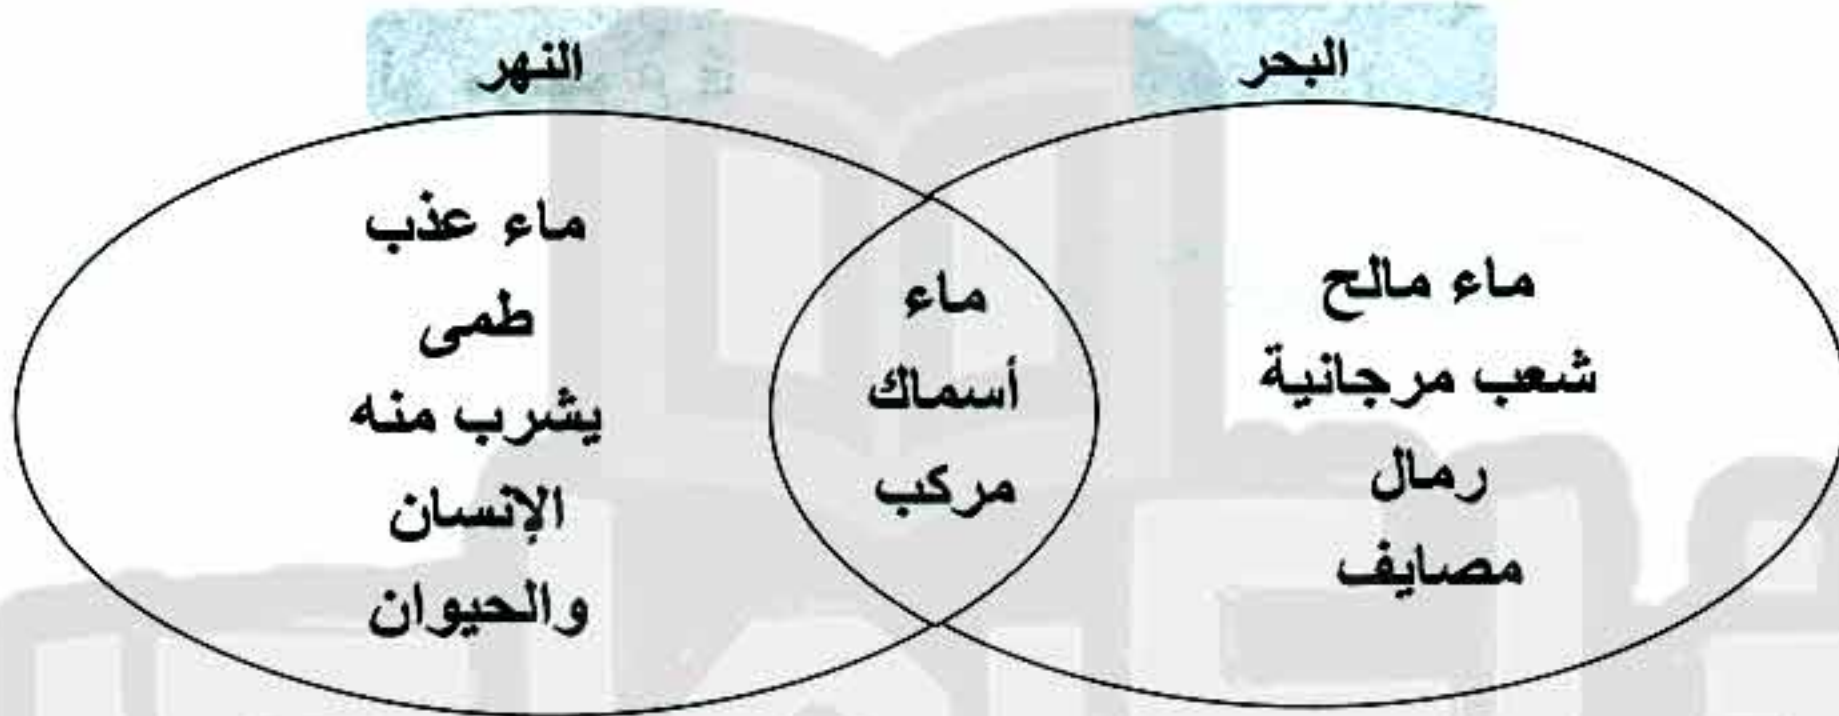 البحر
النهر
ماء مالح
شعب مرجانية
رمال
مصايف
ماء
أسماك
مركب
ماء عذب
طمى
يشرب منه
الإنسان
والحيوان